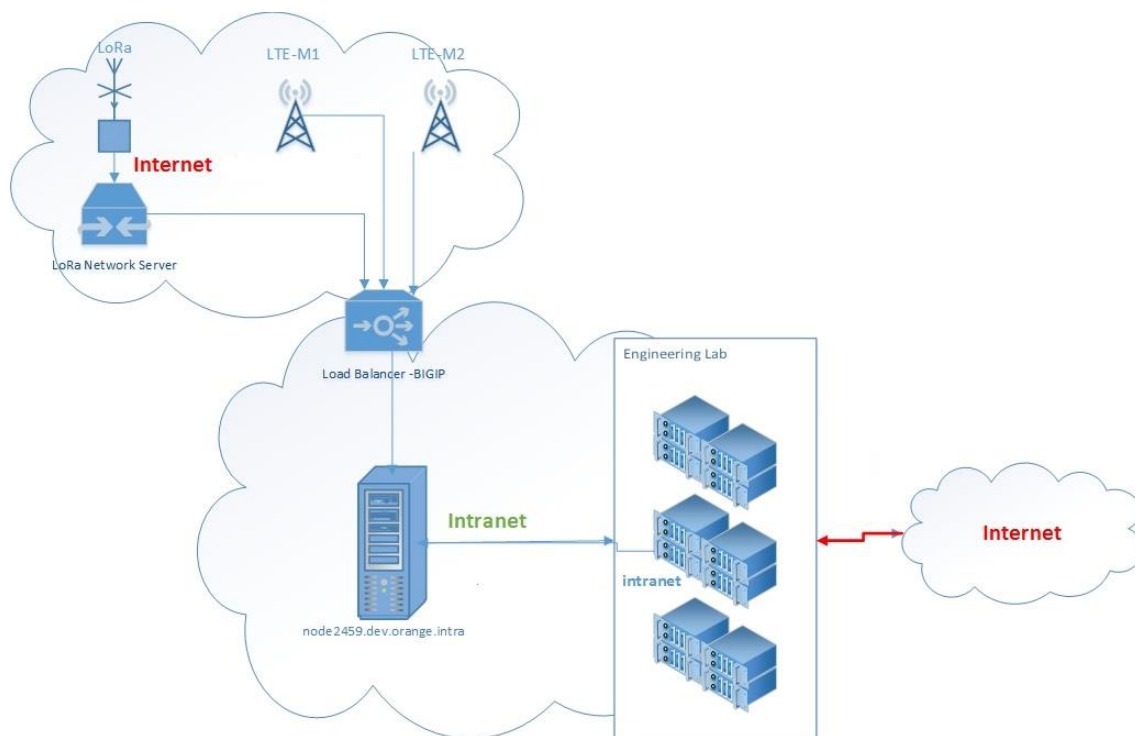 LoRa
LTE-M1
LTE-M2
Internet
LoRa Network Server
Load Balancer -BIGIP
Engineering Lab
Intranet
Internet
intranet
node2459.dev.orange.intra